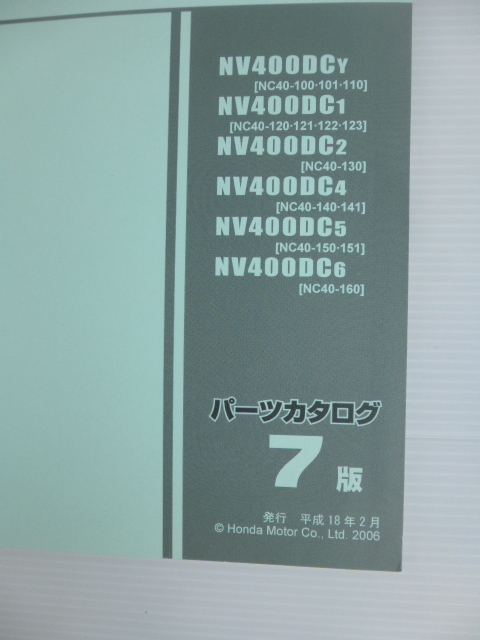 NV400DCY
[NC40-100·101·110]
NV400DC1
[NC40-120·121·122·123]
NV400DC2
[NC40-130]
NV400DC4
[NC40-140·141]
NV400DC5
[NC40-150·151]
NV400DC6
[NC40-160]
パーツカタログ
7版
発行 平成18年2月
© Honda Motor Co., Ltd. 2006